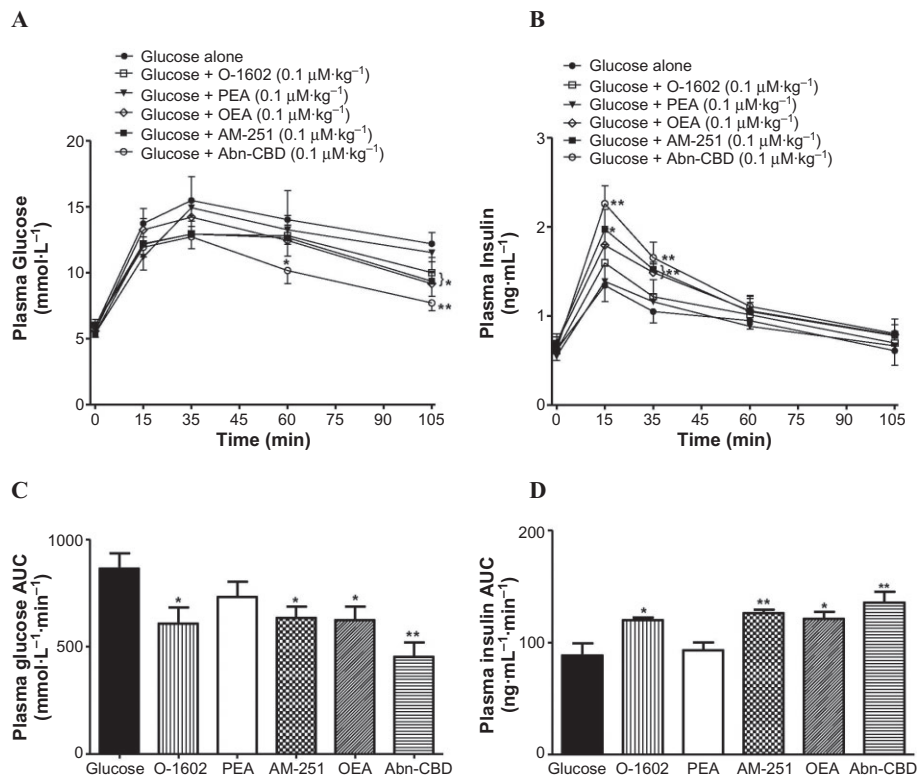 A
Glucose alone
Glucose + O-1602 (0.1 μM·kg⁻¹)
Glucose + PEA (0.1 μM·kg⁻¹)
Glucose + OEA (0.1 μM·kg⁻¹)
Glucose + AM-251 (0.1 μM·kg⁻¹)
Glucose + Abn-CBD (0.1 μM·kg⁻¹)
Plasma Glucose
(mmol·L⁻¹)
20
15
10
5
0
*
}*
**
0 15 35 45 60 75 90 105
Time (min)
B
Glucose alone
Glucose + O-1602 (0.1 μM·kg⁻¹)
Glucose + PEA (0.1 μM·kg⁻¹)
Glucose + OEA (0.1 μM·kg⁻¹)
Glucose + AM-251 (0.1 μM·kg⁻¹)
Glucose + Abn-CBD (0.1 μM·kg⁻¹)
Plasma Insulin
(ng·mL⁻¹)
3
2
1
0
**
*
**
}**
0 15 35 45 60 75 90 105
Time (min)
C
Plasma glucose AUC
(mmol·L⁻¹·min⁻¹)
1000
500
0
* * * **
Glucose O-1602 PEA AM-251 OEA Abn-CBD
D
Plasma insulin AUC
(ng·mL⁻¹·min⁻¹)
200
100
0
* ** * **
Glucose O-1602 PEA AM-251 OEA Abn-CBD